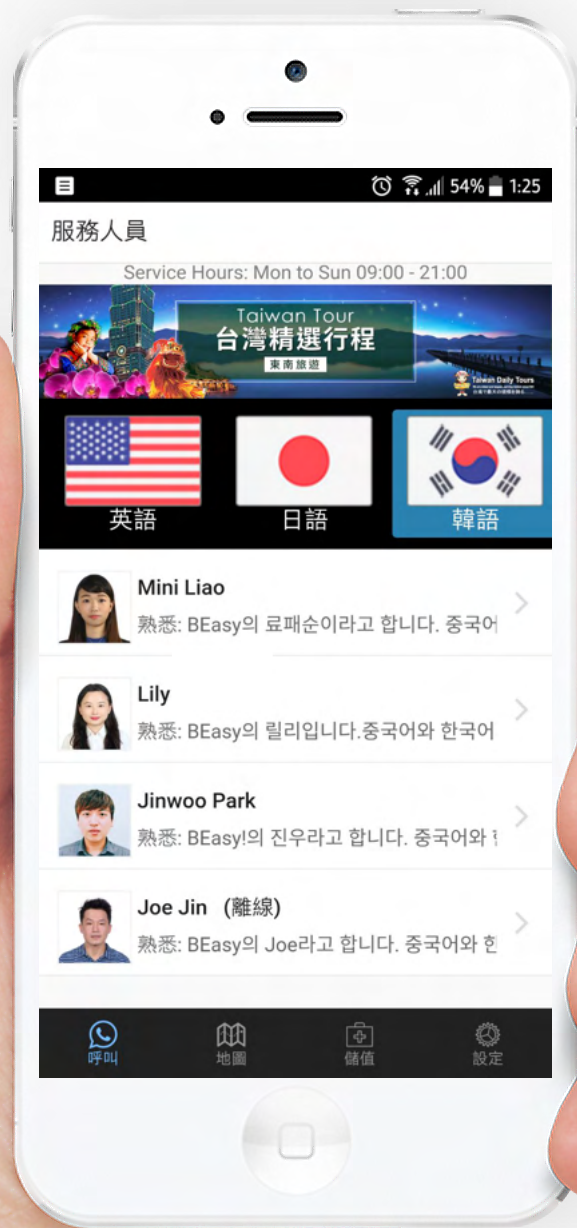 54% 1:25
服務人員
Service Hours: Mon to Sun 09:00 - 21:00
Taiwan Tour
台灣精選行程
東南旅遊
Taiwan Daily Tours
英語 日語 韓語
Mini Liao
熟悉: BEasy의 료패순이라고 합니다. 중국어
Lily
熟悉: BEasy의 릴리입니다.중국어와 한국어
Jinwoo Park
熟悉: BEasy!의 진우라고 합니다. 중국어와
Joe Jin (離線)
熟悉: BEasy의 Joe라고 합니다. 중국어와 한
呼叫 地圖 儲值 設定